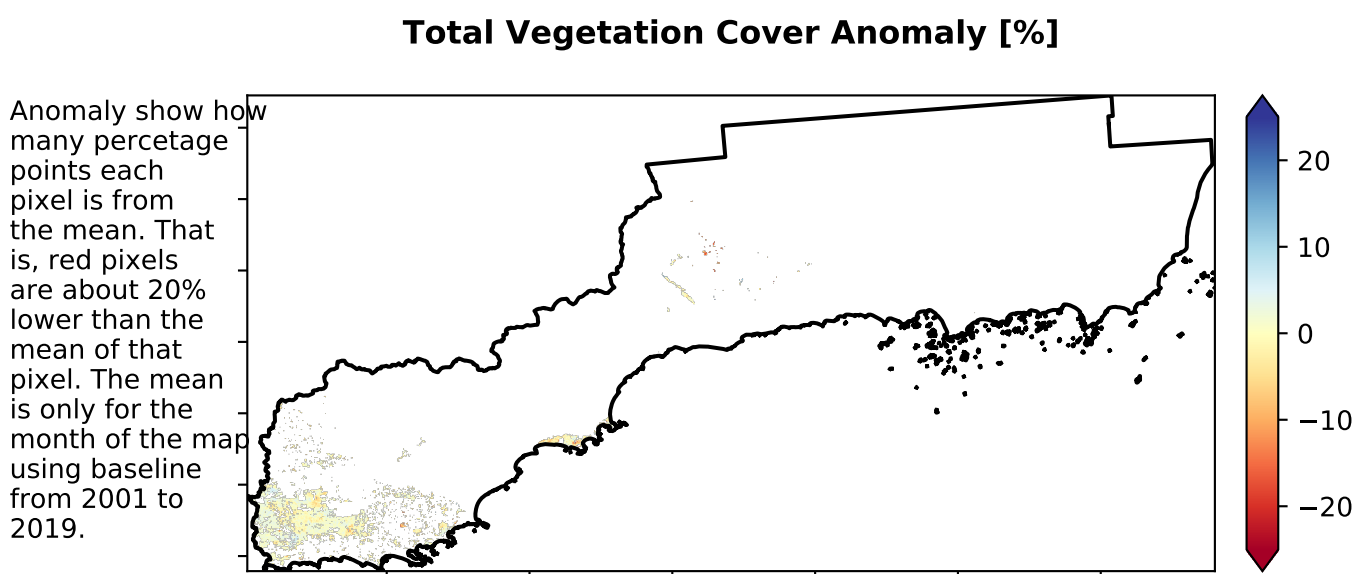 Total Vegetation Cover Anomaly [%]
Anomaly show how
many percetage
points each
pixel is from
the mean. That
is, red pixels
are about 20%
lower than the
mean of that
pixel. The mean
is only for the
month of the map
using baseline
from 2001 to
2019.
20
10
0
−10
−20